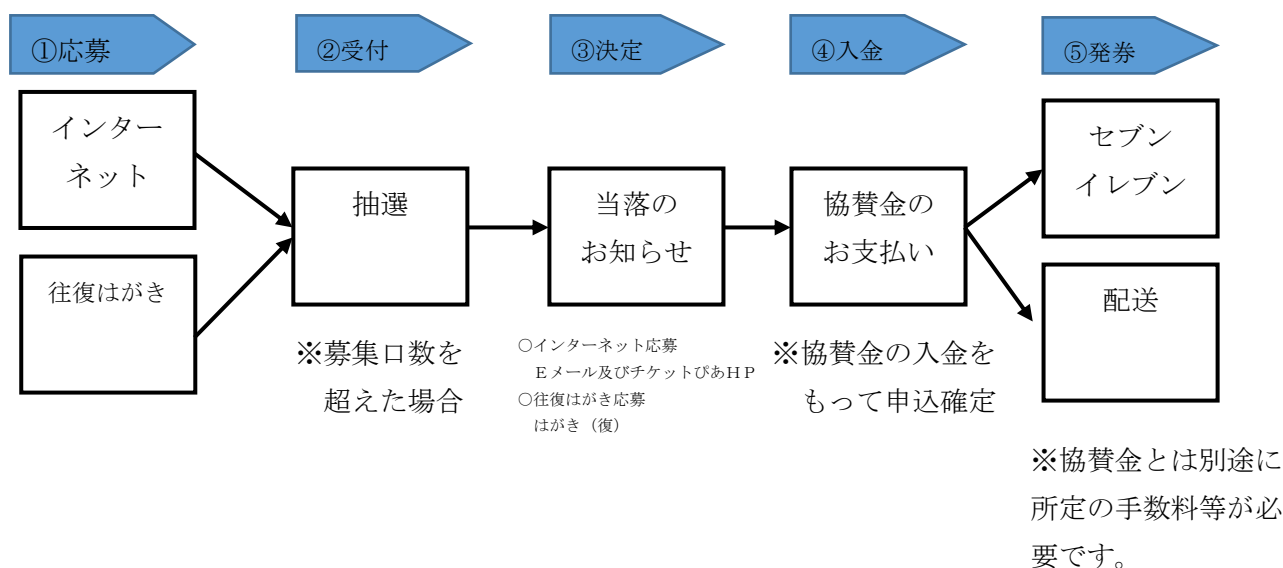 ①応募
②受付
③決定
④入金
⑤発券
インター
ネット
往復はがき
抽選
※募集口数を
超えた場合
当落の
お知らせ
○インターネット応募
Eメール及びチケットぴあHP
○往復はがき応募
はがき（復）
協賛金の
お支払い
※協賛金の入金を
もって申込確定
セブン
イレブン
配送
※協賛金とは別途に
所定の手数料等が必
要です。